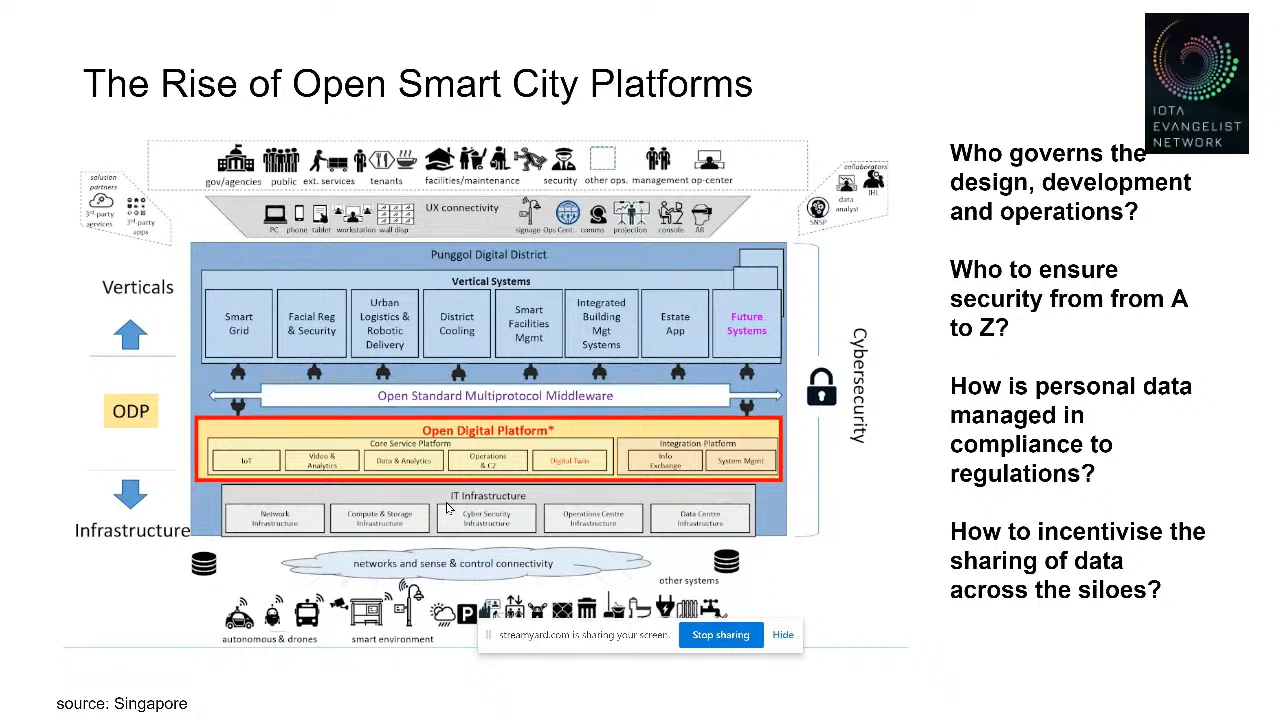 The Rise of Open Smart City Platforms
IOTA
EVANGELIST
NETWORK
gov/agencies public ext. services tenants facilities/maintenance security other ops. management op-center
solution
partners
3rd-party
services
3rd-party
apps
collaborators
IHL
data
analyst
SNSP
UX connectivity
PC phone tablet workstation wall disp signage Ops Cent. comms projection console AR
Punggol Digital District
Vertical Systems
Smart
Grid
Facial Reg
& Security
Urban
Logistics &
Robotic
Delivery
District
Cooling
Smart
Facilities
Mgmt
Integrated
Building
Mgt
Systems
Estate
App
Future
Systems
Verticals
ODP
Infrastructure
Open Standard Multiprotocol Middleware
Open Digital Platform*
Core Service Platform
IoT
Video &
Analytics
Data & Analytics
Operations
& C2
Digital Twin
Integration Platform
Info
Exchange
System Mgmt
IT Infrastructure
Network
Infrastructure
Compute & Storage
Infrastructure
Cyber Security
Infrastructure
Operations Centre
Infrastructure
Data Centre
Infrastructure
Cybersecurity
networks and sense & control connectivity
other systems
P
autonomous & drones
smart environment
streamyard.com is sharing your screen.
Stop sharing
Hide
Who governs the
design, development
and operations?
Who to ensure
security from from A
to Z?
How is personal data
managed in
compliance to
regulations?
How to incentivise the
sharing of data
across the siloes?
source: Singapore